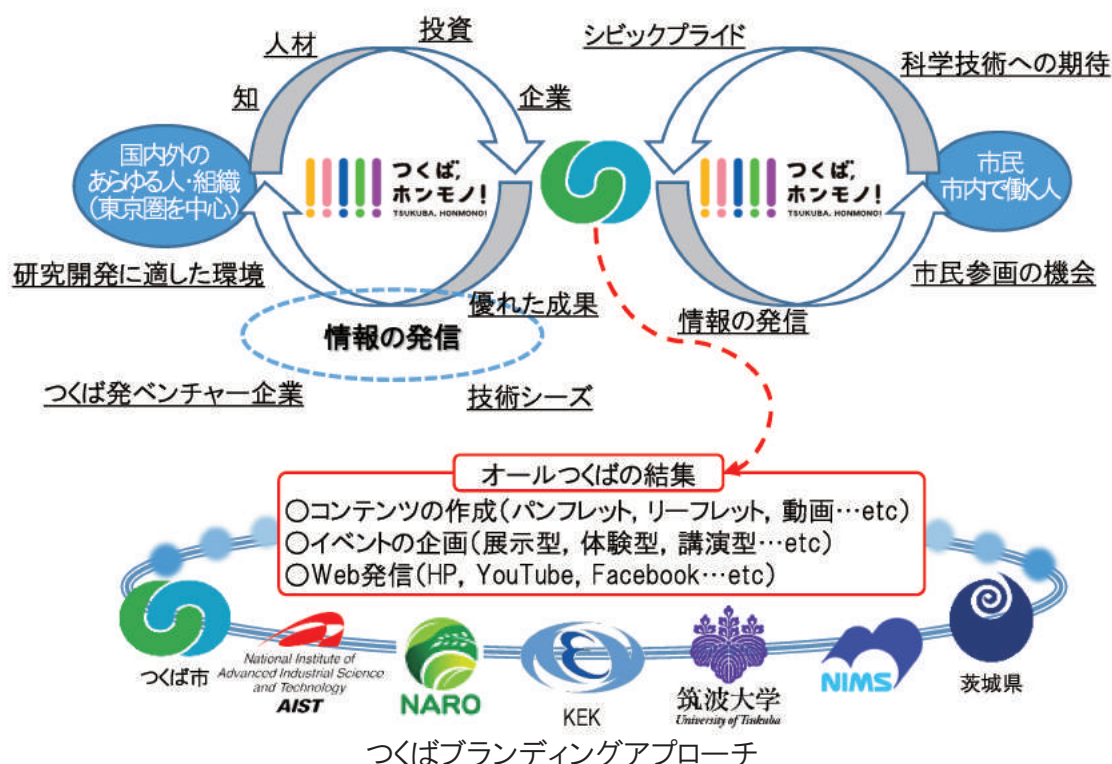 人材
投資
知
企業
シビックプライド
科学技術への期待
国内外の
あらゆる人・組織
（東京圏を中心）
つくば,
ホンモノ!
TSUKUBA, HONMONO!
つくば,
ホンモノ!
TSUKUBA, HONMONO!
市民
市内で働く人
研究開発に適した環境
優れた成果
情報の発信
つくば発ベンチャー企業
技術シーズ
情報の発信
市民参画の機会
オールつくばの結集
○コンテンツの作成（パンフレット, リーフレット, 動画…etc）
○イベントの企画（展示型, 体験型, 講演型…etc）
○Web発信（HP, YouTube, Facebook…etc）
つくば市
National Institute of
Advanced Industrial Science
and Technology
AIST
NARO
KEK
筑波大学
University of Tsukuba
NIMS
茨城県
つくばブランディングアプローチ